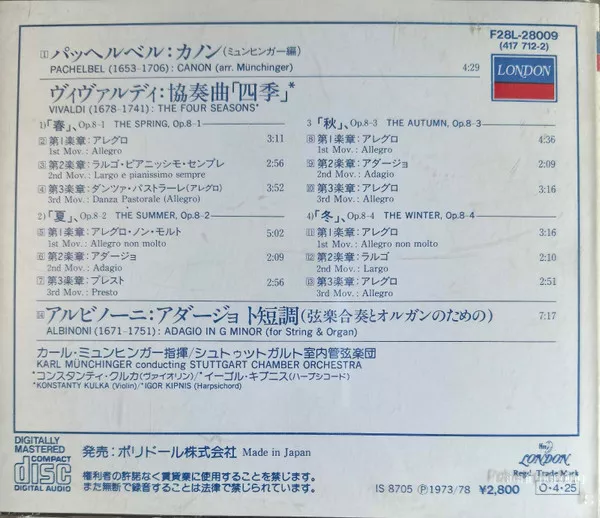 F28L-28009
(417 712-2)
LONDON
1 パッヘルベル：カノン（ミュンヒンガー編）
PACHELBEL (1653-1706) : CANON (arr. Münchinger) 4:29
ヴィヴァルディ：協奏曲「四季」*
VIVALDI (1678-1741) : THE FOUR SEASONS*
1)「春」、Op.8-1 THE SPRING, Op.8-1
2 第1楽章：アレグロ 3:11
1st Mov. : Allegro
3 第2楽章：ラルゴ・ピアニッシモ・センプレ 2:56
2nd Mov. : Largo e pianissimo sempre
4 第3楽章：ダンツァ・パストラーレ(アレグロ) 3:52
3rd Mov. : Danza Pastorale (Allegro)
2)「夏」、Op.8-2 THE SUMMER, Op.8-2
5 第1楽章：アレグロ・ノン・モルト 5:02
1st Mov. : Allegro non molto
6 第2楽章：アダージョ 2:09
2nd Mov. : Adagio
7 第3楽章：プレスト 2:56
3rd Mov. : Presto
3「秋」、Op.8-3 THE AUTUMN, Op.8-3
8 第1楽章：アレグロ 4:36
1st Mov. : Allegro
9 第2楽章：アダージョ 2:09
2nd Mov. : Adagio
10 第3楽章：アレグロ 3:16
3rd Mov. : Allegro
4)「冬」、Op.8-4 THE WINTER, Op.8-4
11 第1楽章：アレグロ 3:16
1st Mov. : Allegro non molto
12 第2楽章：ラルゴ 2:10
2nd Mov. : Largo
13 第3楽章：アレグロ 2:51
3rd Mov. : Allegro
14 アルビノーニ：アダージョ ト短調（弦楽合奏とオルガンのための） 7:17
ALBINONI (1671-1751) : ADAGIO IN G MINOR (for String & Organ)
カール・ミュンヒンガー指揮/シュトゥットガルト室内管弦楽団
KARL MÜNCHINGER conducting STUTTGART CHAMBER ORCHESTRA
*コンスタンティ・クルカ(ヴァイオリン)/*イーゴル・キプニス(ハープシコード)
*KONSTANTY KULKA (Violin)/*IGOR KIPNIS (Harpsichord)
DIGITALLY
MASTERED
COMPACT
disc
DIGITAL AUDIO
発売：ポリドール株式会社 Made in Japan
権利者の許諾なく賃貸業に使用することを禁じます。
また無断で録音することは法律で禁じられています。
IS 8705 Ⓟ1973/78 ¥2,800
LONDON
Regd. Trade Mark
O・4・25